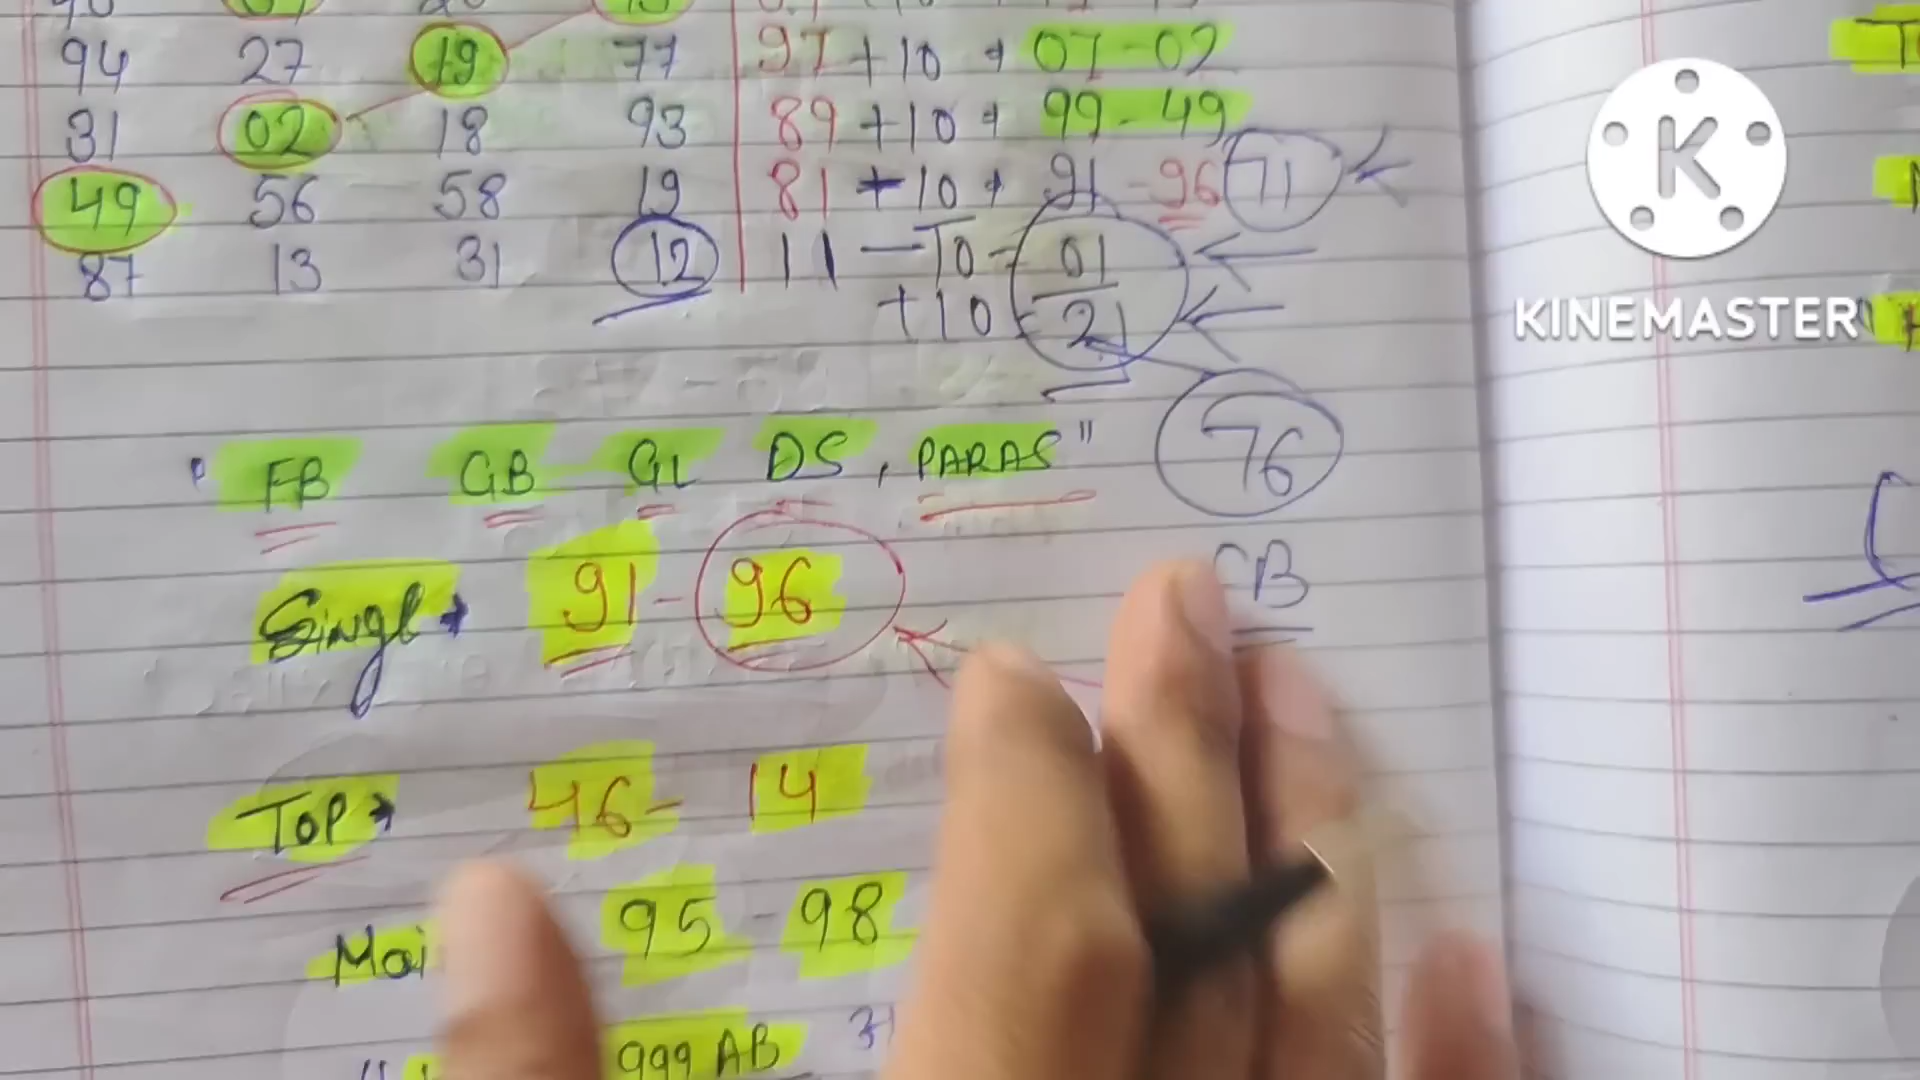 94 27 19 77 97 + 10 + 07-02
31 02 18 93 89 +10 + 99-49
49 56 58 19 81 +10 + 91 -96 71
87 13 31 12 11 -10 - 01
+10 21
" FB GB GL DS, PARAS" 76
Singl → 91-96 B
TOP → 46- 14
95 - 98
999 AB
KINEMASTER